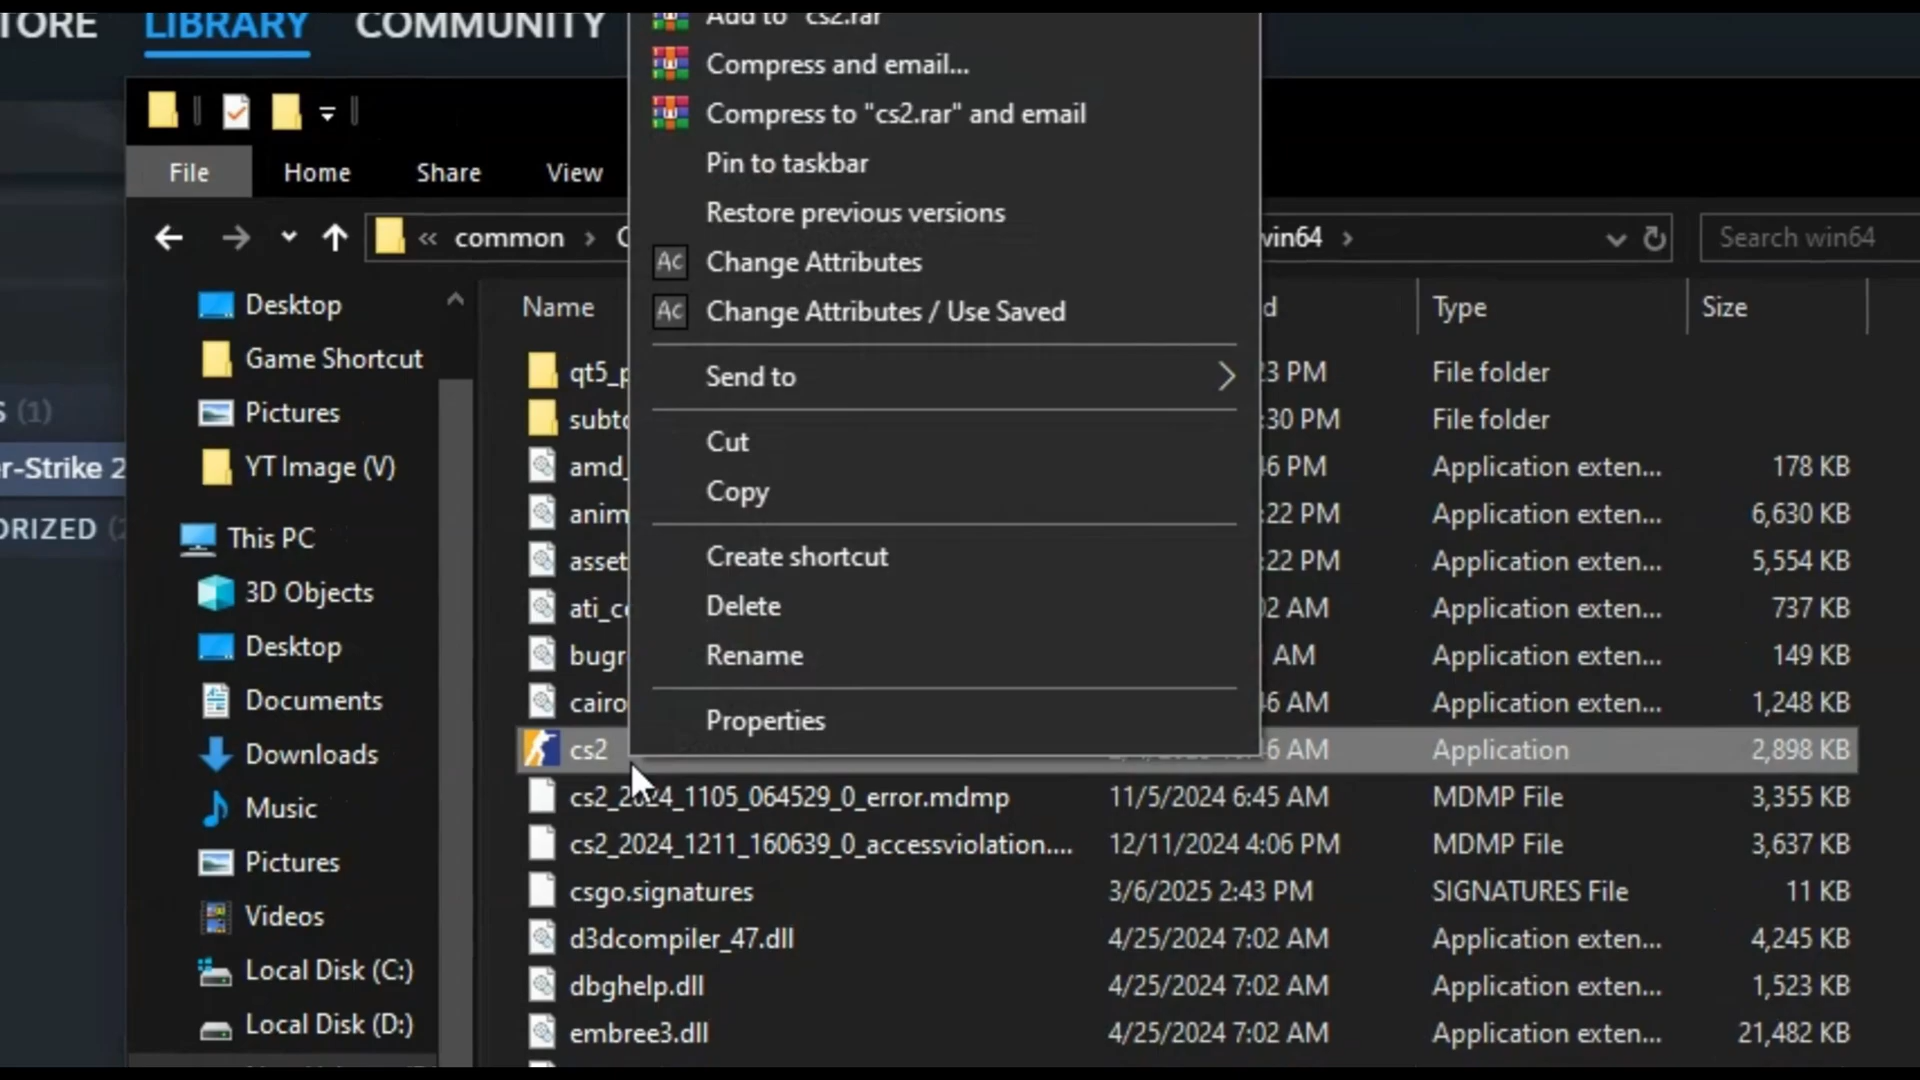 TORE LIBRARY COMMUNITY
Add to "cs2.rar"
Compress and email...
Compress to "cs2.rar" and email
Pin to taskbar
Restore previous versions
Change Attributes
Change Attributes / Use Saved
Send to
Cut
Copy
Create shortcut
Delete
Rename
Properties
File Home Share View
« common › C
win64 ›
Search win64
Desktop
Game Shortcut
Pictures
YT Image (V)
This PC
3D Objects
Desktop
Documents
Downloads
Music
Pictures
Videos
Local Disk (C:)
Local Disk (D:)
S (1)
er-Strike 2
ORIZED (2
Name d Type Size
qt5_p 23 PM File folder
subto :30 PM File folder
amd_ 46 PM Application exten... 178 KB
anim :22 PM Application exten... 6,630 KB
asset :22 PM Application exten... 5,554 KB
ati_co 02 AM Application exten... 737 KB
bugr AM Application exten... 149 KB
cairo 46 AM Application exten... 1,248 KB
cs2 6 AM Application 2,898 KB
cs2_2024_1105_064529_0_error.mdmp 11/5/2024 6:45 AM MDMP File 3,355 KB
cs2_2024_1211_160639_0_accessviolation.... 12/11/2024 4:06 PM MDMP File 3,637 KB
csgo.signatures 3/6/2025 2:43 PM SIGNATURES File 11 KB
d3dcompiler_47.dll 4/25/2024 7:02 AM Application exten... 4,245 KB
dbghelp.dll 4/25/2024 7:02 AM Application exten... 1,523 KB
embree3.dll 4/25/2024 7:02 AM Application exten... 21,482 KB